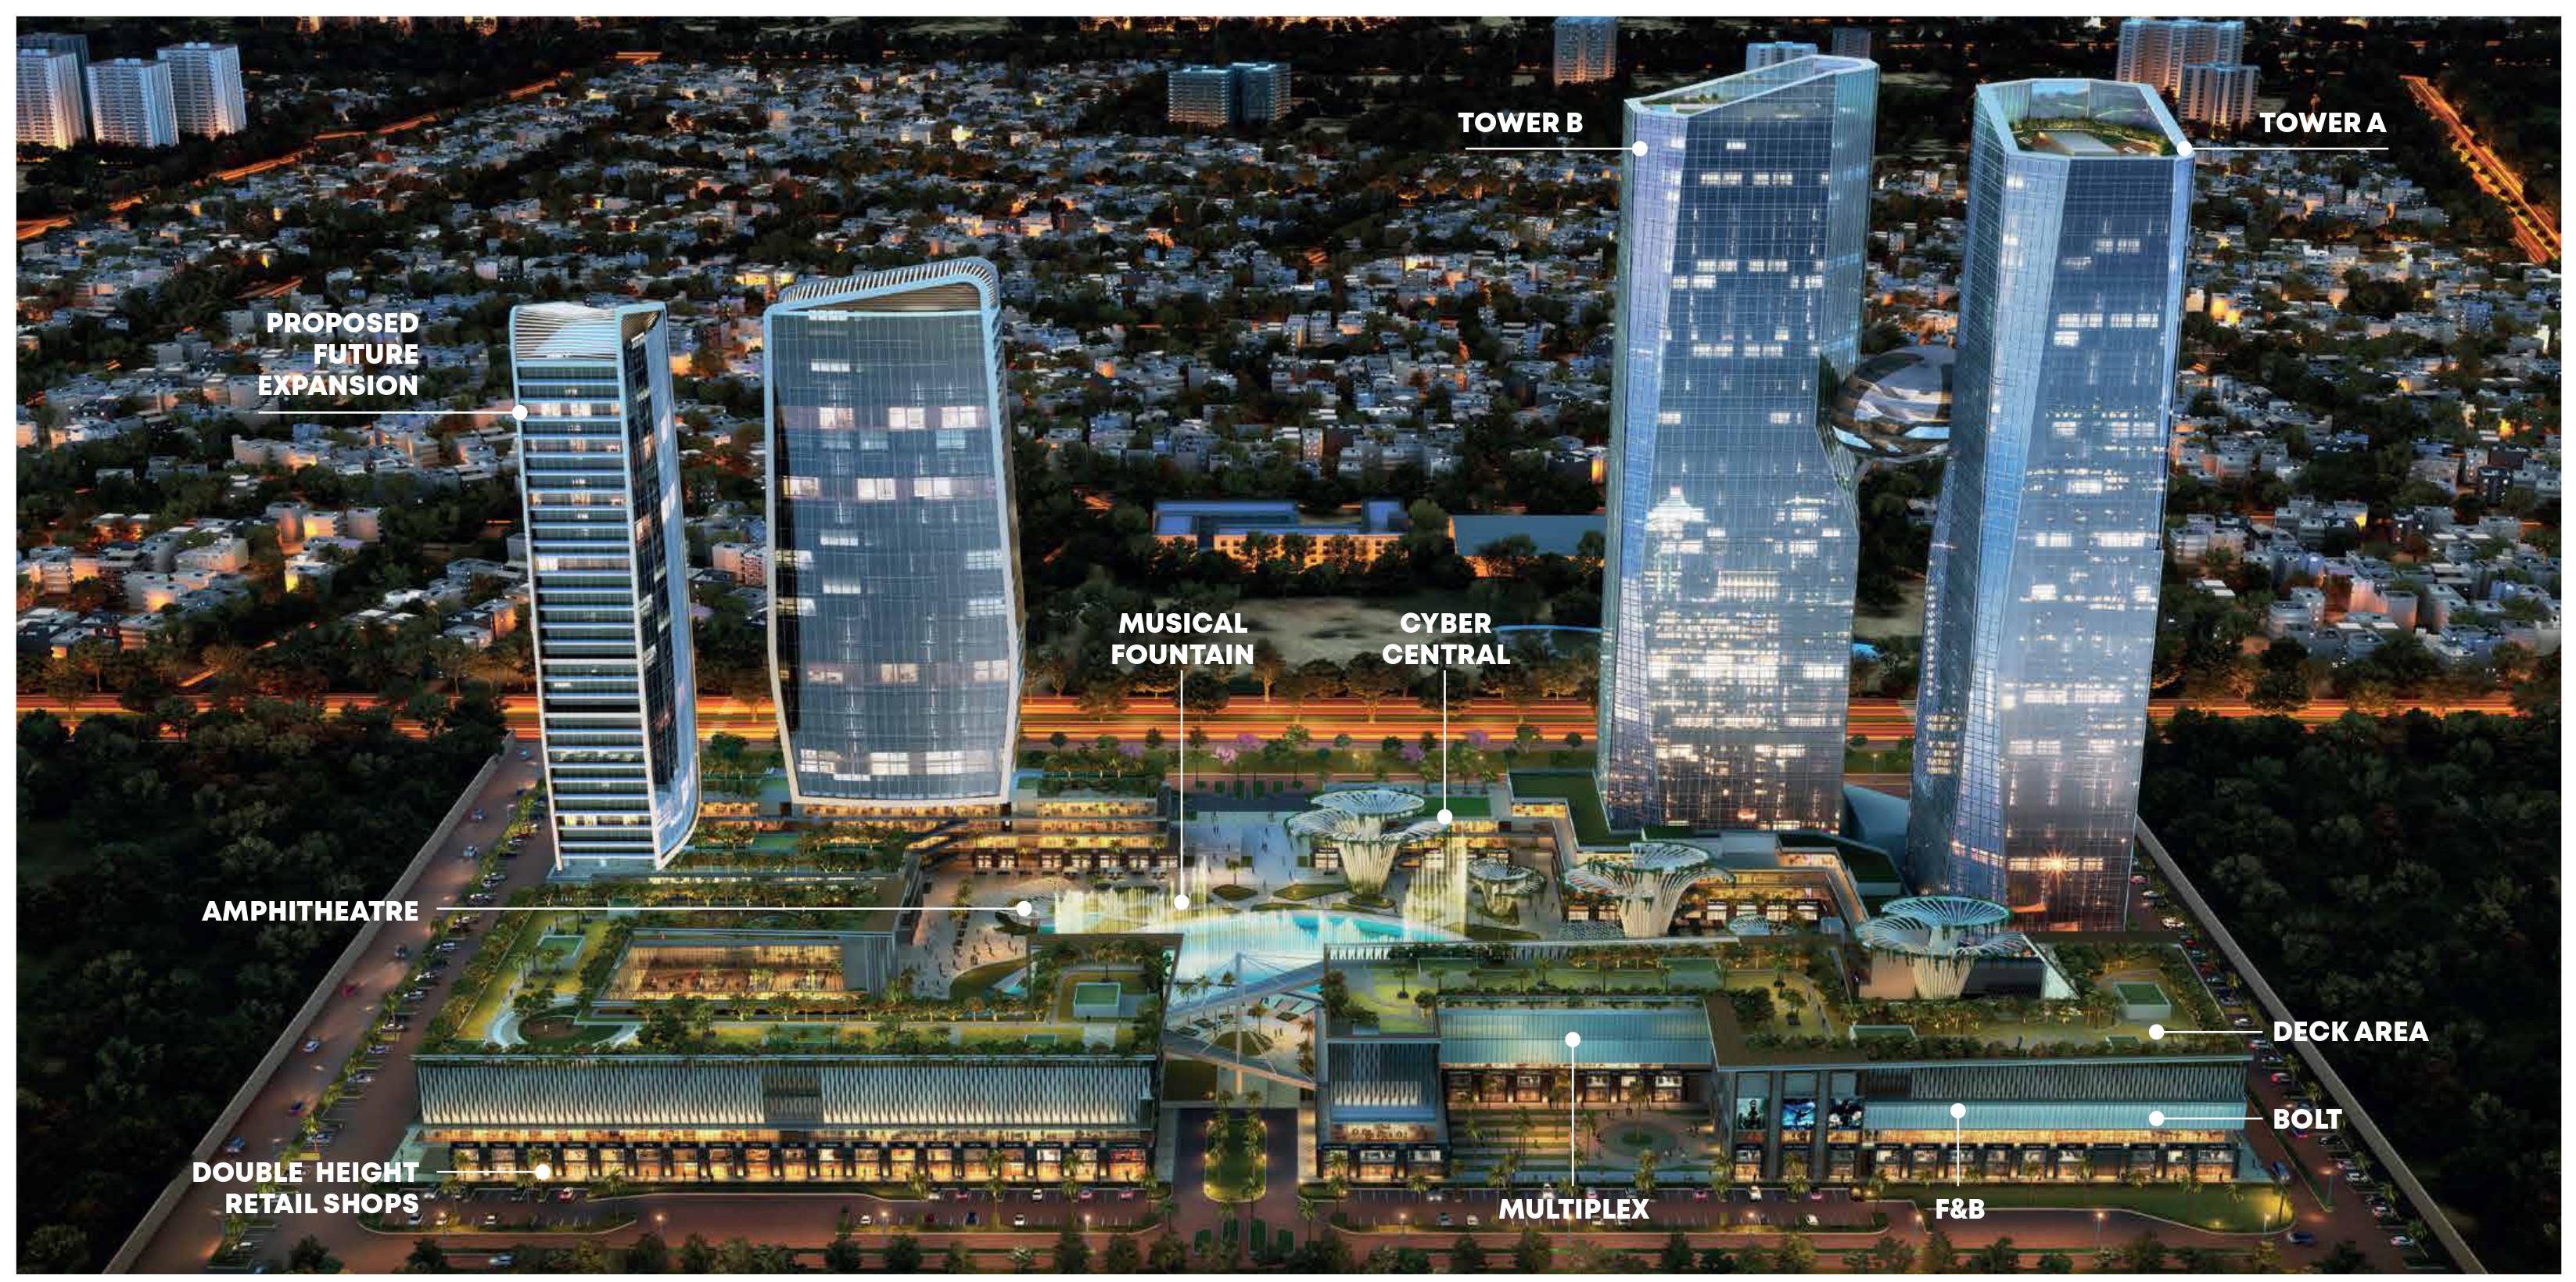 TOWER B
TOWER A
PROPOSED
FUTURE
EXPANSION
MUSICAL
FOUNTAIN
CYBER
CENTRAL
AMPHITHEATRE
DECK AREA
BOLT
DOUBLE HEIGHT
RETAIL SHOPS
MULTIPLEX
F&B